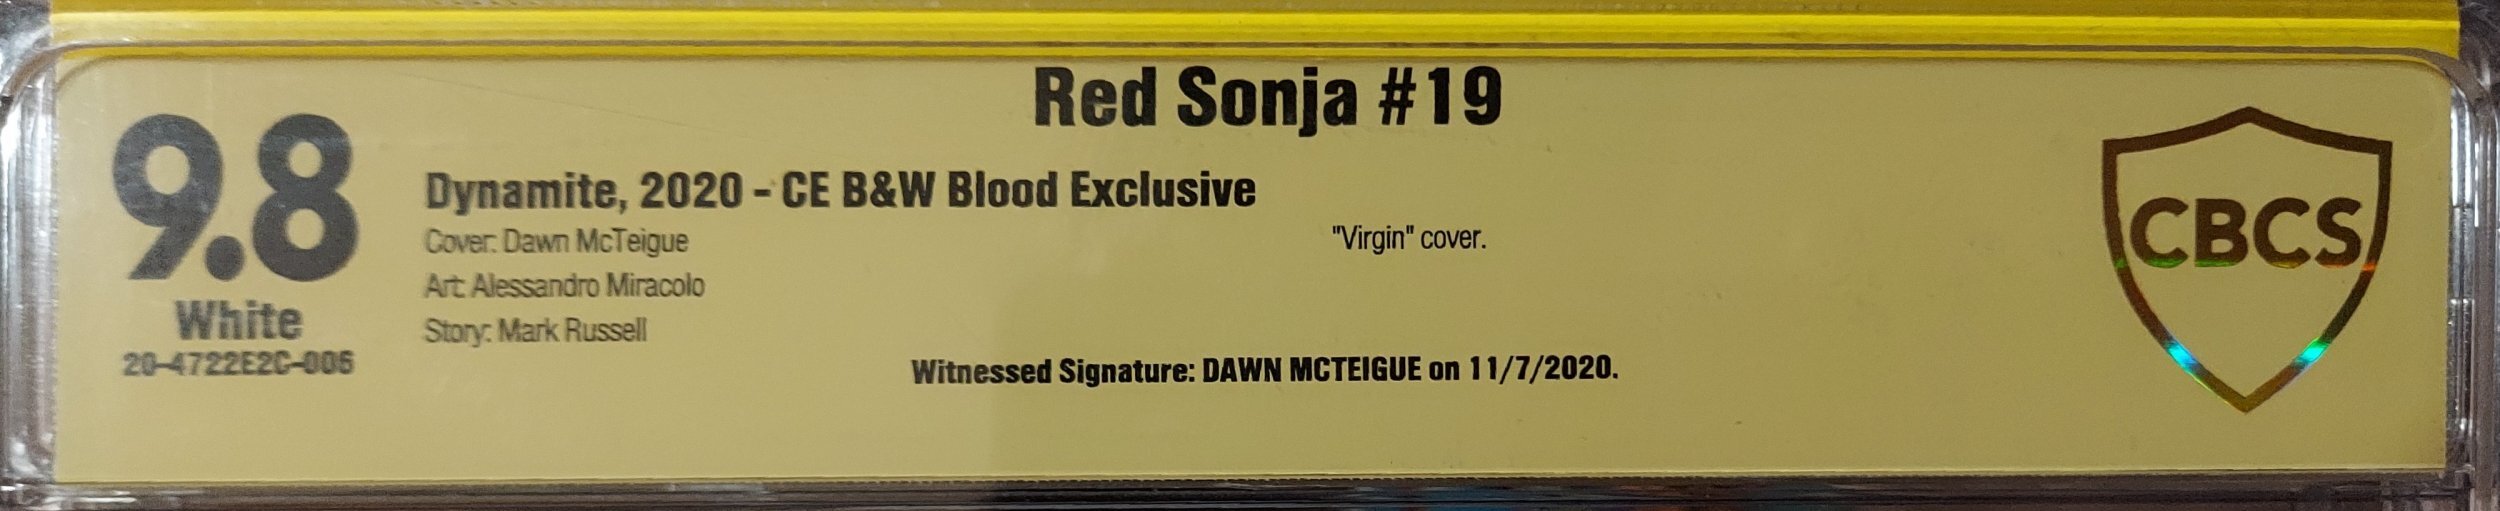 Red Sonja #19
9.8
White
20-4722E2C-005
Dynamite, 2020 - CE B&W Blood Exclusive
Cover: Dawn McTeigue
Art: Alessandro Miracolo
Story: Mark Russell
"Virgin" cover.
Witnessed Signature: DAWN MCTEIGUE on 11/7/2020.
CBCS